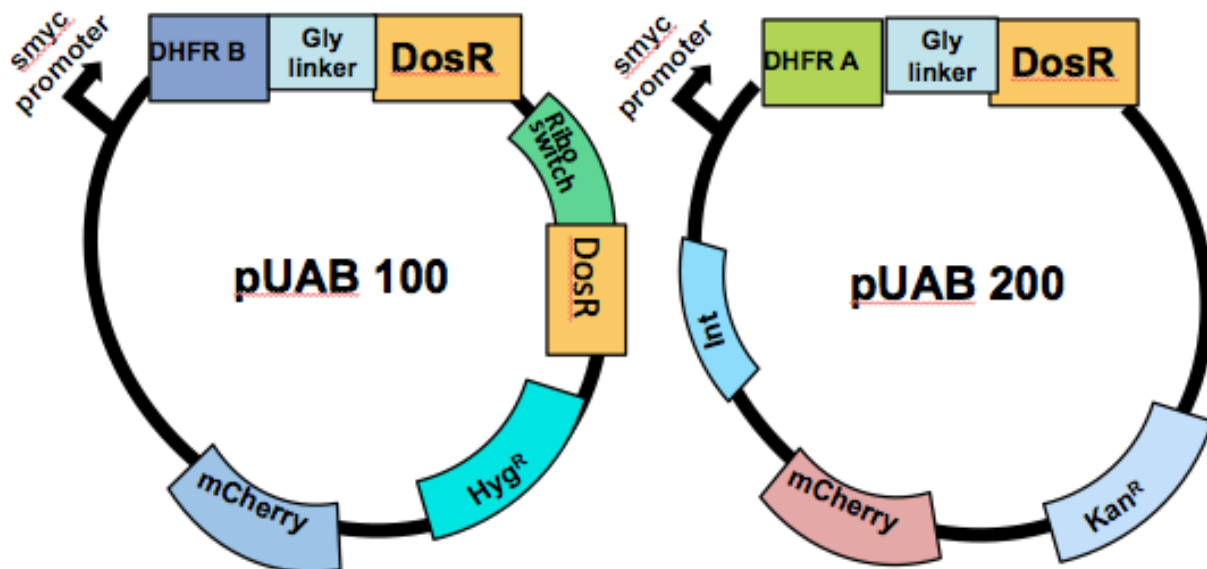 smyc
promoter
DHFR B
Gly
linker
DosR
Ribo
switch
DosR
Hygᴿ
mCherry
pUAB 100
smyc
promoter
DHFR A
Gly
linker
DosR
Int
mCherry
Kanᴿ
pUAB 200